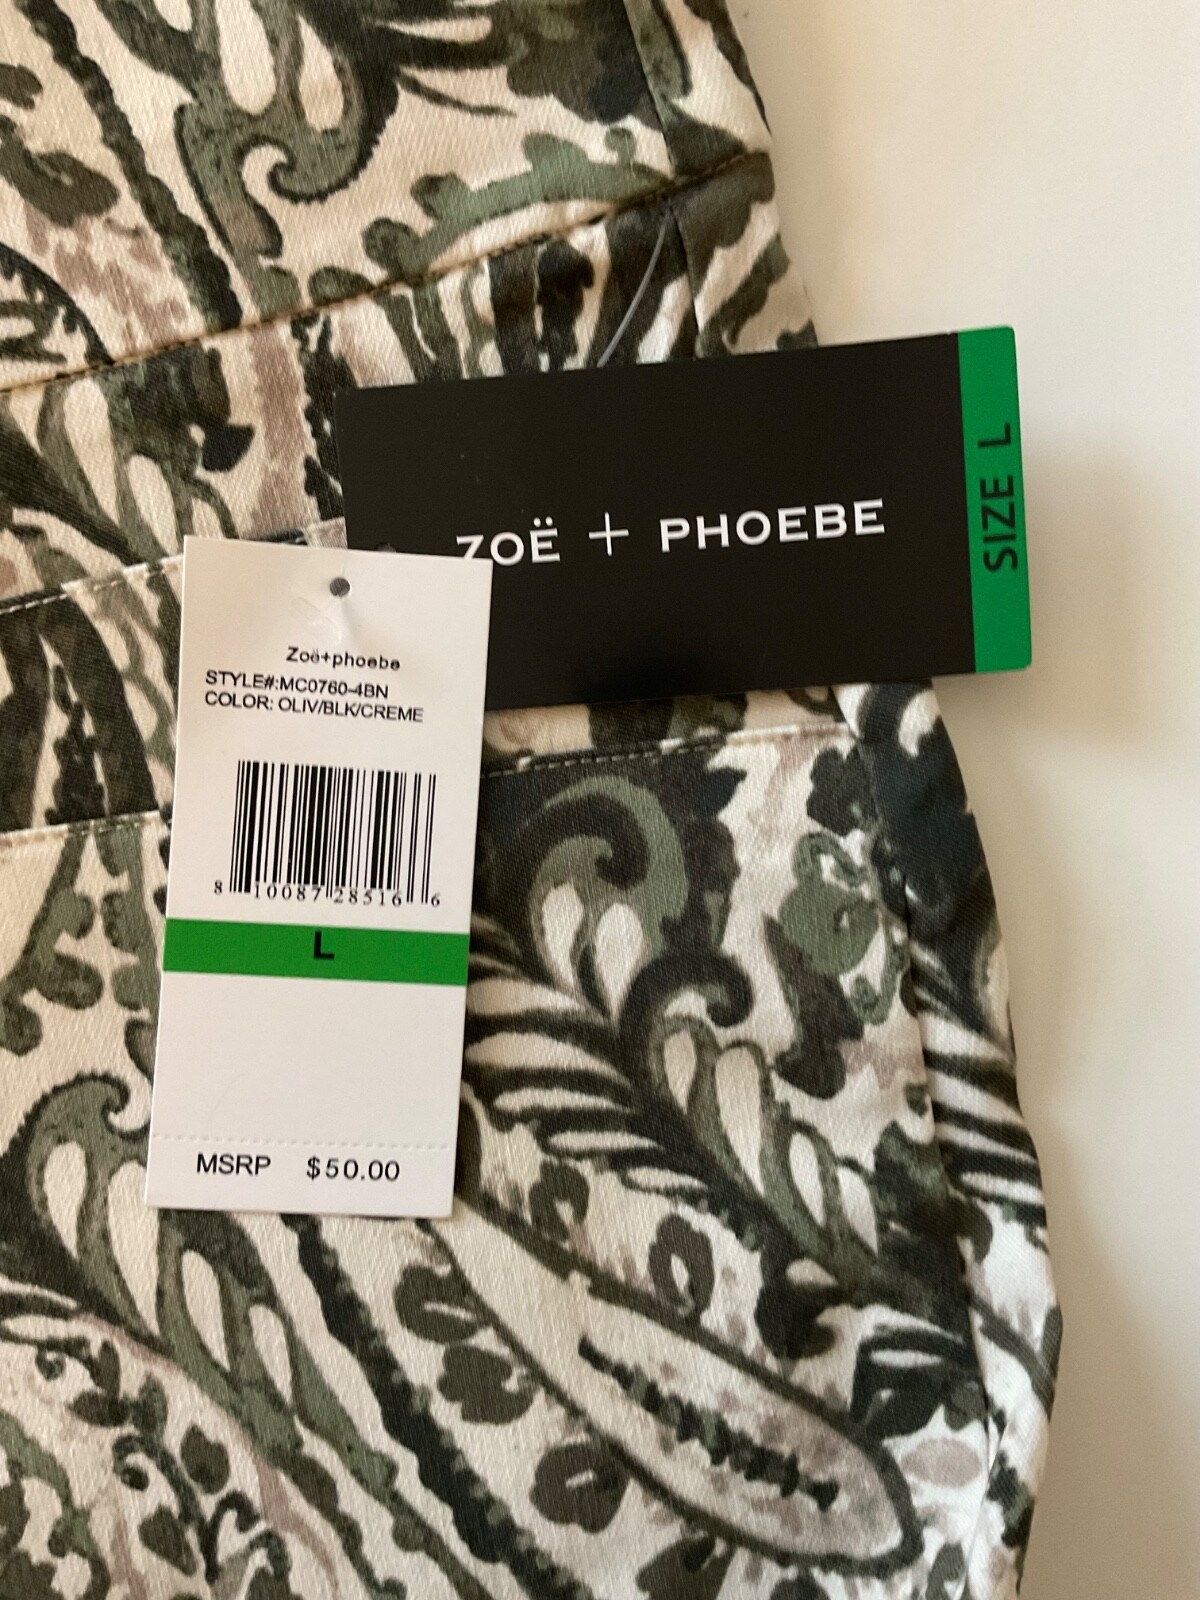 ZOË + PHOEBE
SIZE L
Zoë+phoebe
STYLE#:MC0760-4BN
COLOR: OLIV/BLK/CREME
8 10087 28516 6
L
MSRP $50.00